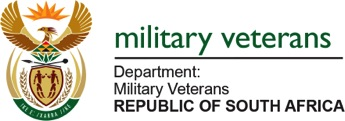 military veterans
Department:
Military Veterans
REPUBLIC OF SOUTH AFRICA